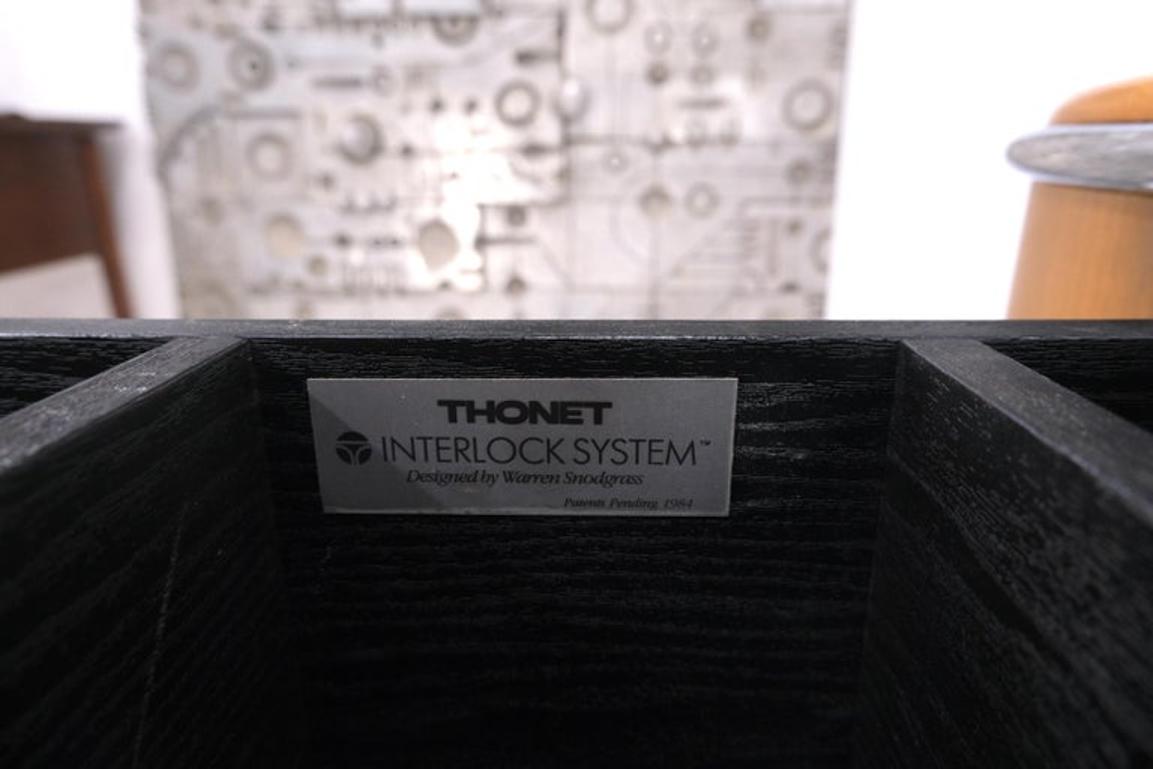 THONET
INTERLOCK SYSTEM™
Designed by Warren Snodgrass
Patents Pending, 1984